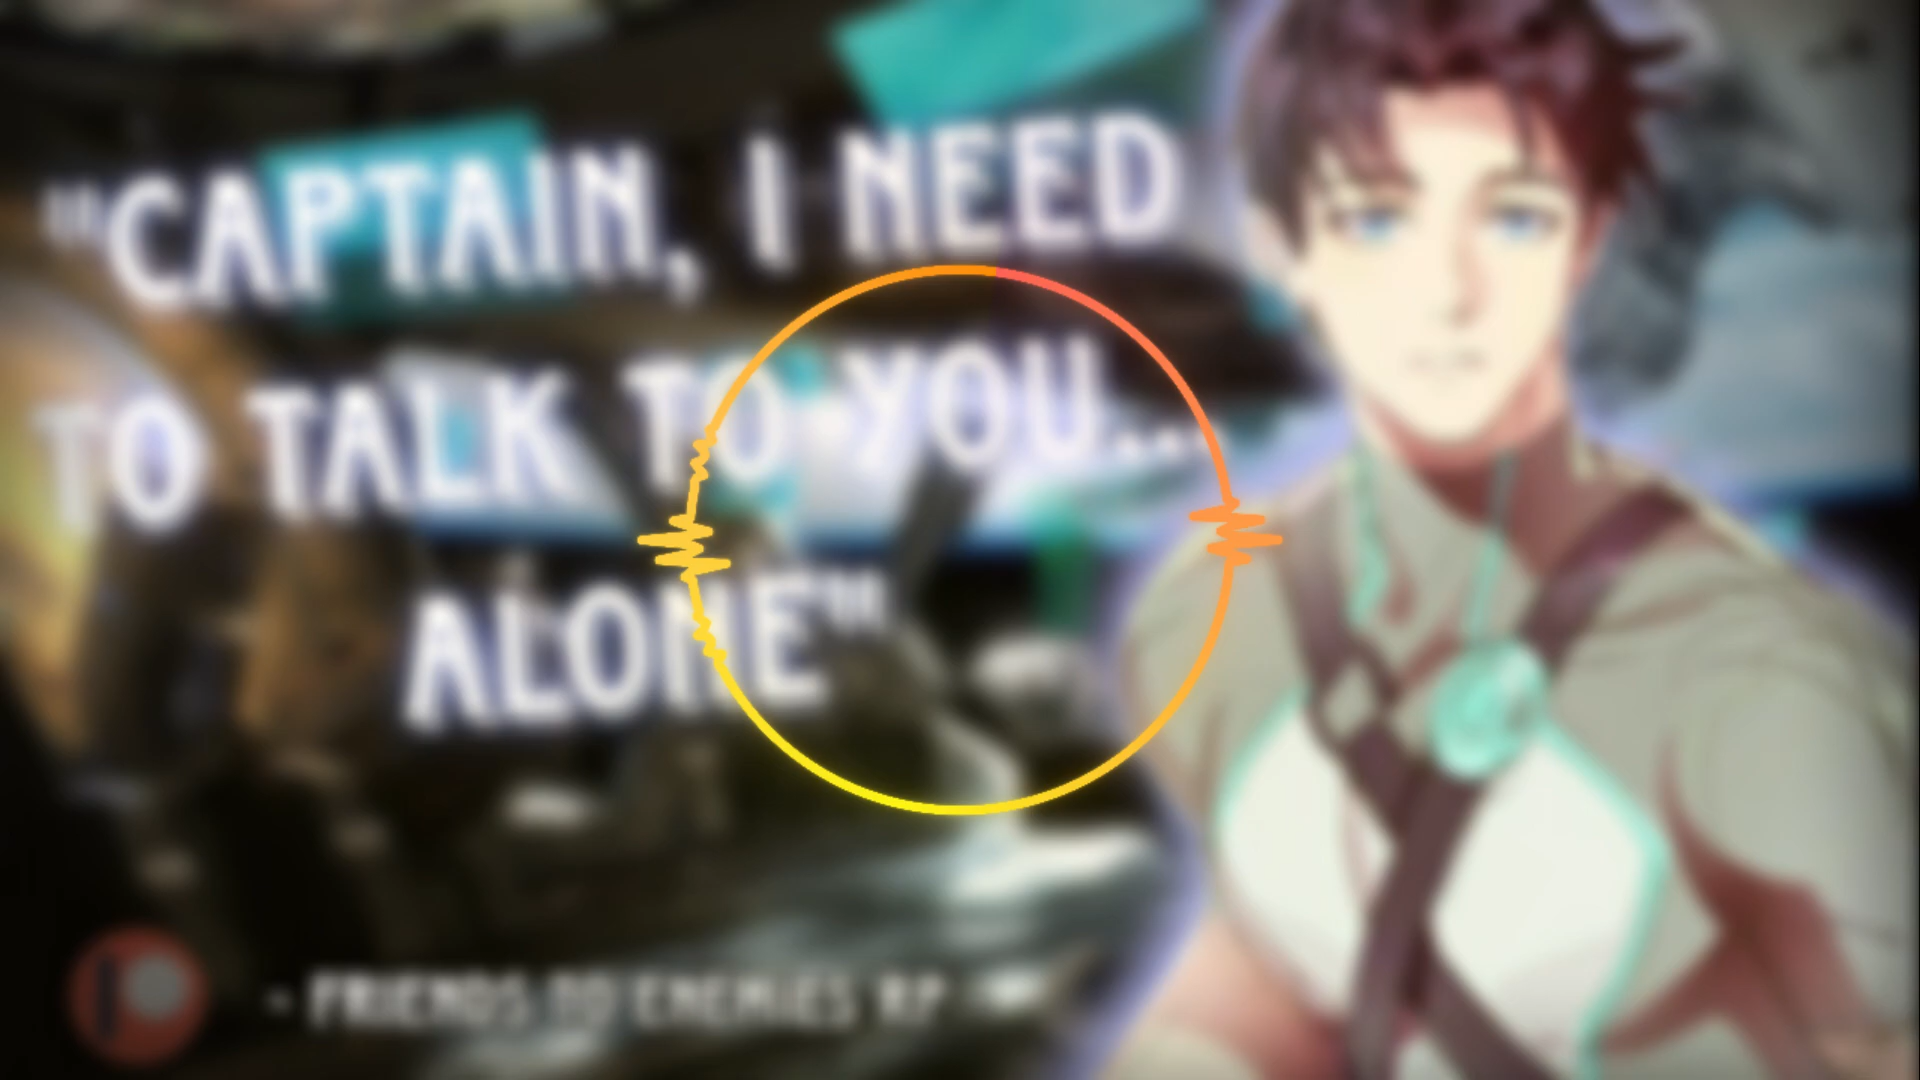 "CAPTAIN, I NEED
TO TALK TO YOU...
ALONE"
- FRIENDS TO ENEMIES RP -